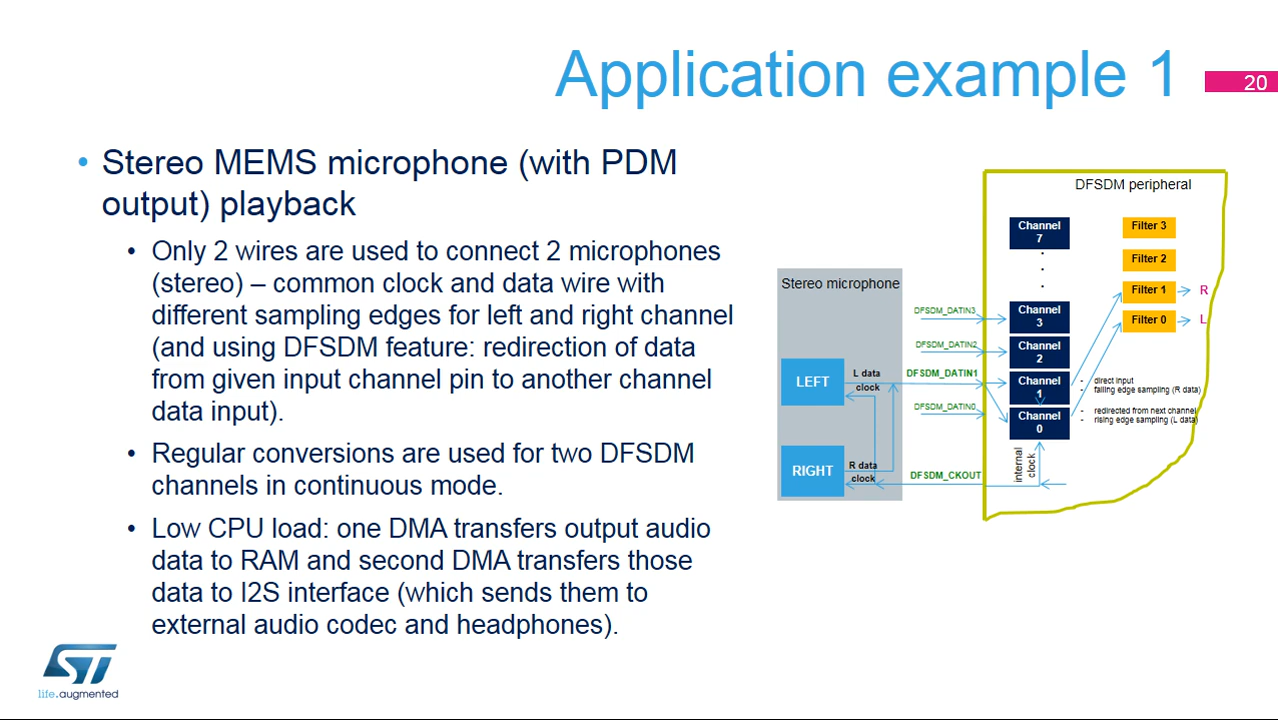 Application example 1
20
• Stereo MEMS microphone (with PDM
output) playback
• Only 2 wires are used to connect 2 microphones
(stereo) – common clock and data wire with
different sampling edges for left and right channel
(and using DFSDM feature: redirection of data
from given input channel pin to another channel
data input).
• Regular conversions are used for two DFSDM
channels in continuous mode.
• Low CPU load: one DMA transfers output audio
data to RAM and second DMA transfers those
data to I2S interface (which sends them to
external audio codec and headphones).
Stereo microphone
LEFT
L data
clock
RIGHT
R data
clock
DFSDM_DATIN3
DFSDM_DATIN2
DFSDM_DATIN1
DFSDM_DATIN0
DFSDM_CKOUT
DFSDM peripheral
Channel
7
Channel
3
Channel
2
Channel
1
Channel
0
internal
clock
Filter 3
Filter 2
Filter 1
R
Filter 0
L
- direct input
- falling edge sampling (R data)
- redirected from next channel
- rising edge sampling (L data)
ST
life.augmented